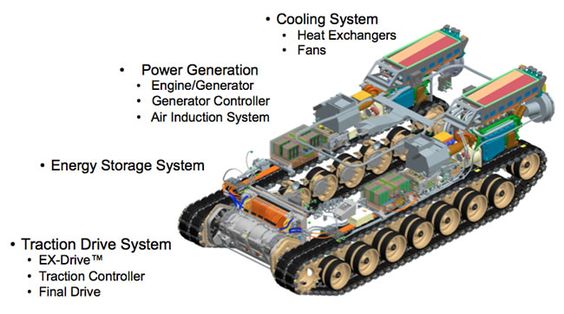 • Cooling System
• Heat Exchangers
• Fans
• Power Generation
• Engine/Generator
• Generator Controller
• Air Induction System
• Energy Storage System
• Traction Drive System
• EX-Drive™
• Traction Controller
• Final Drive